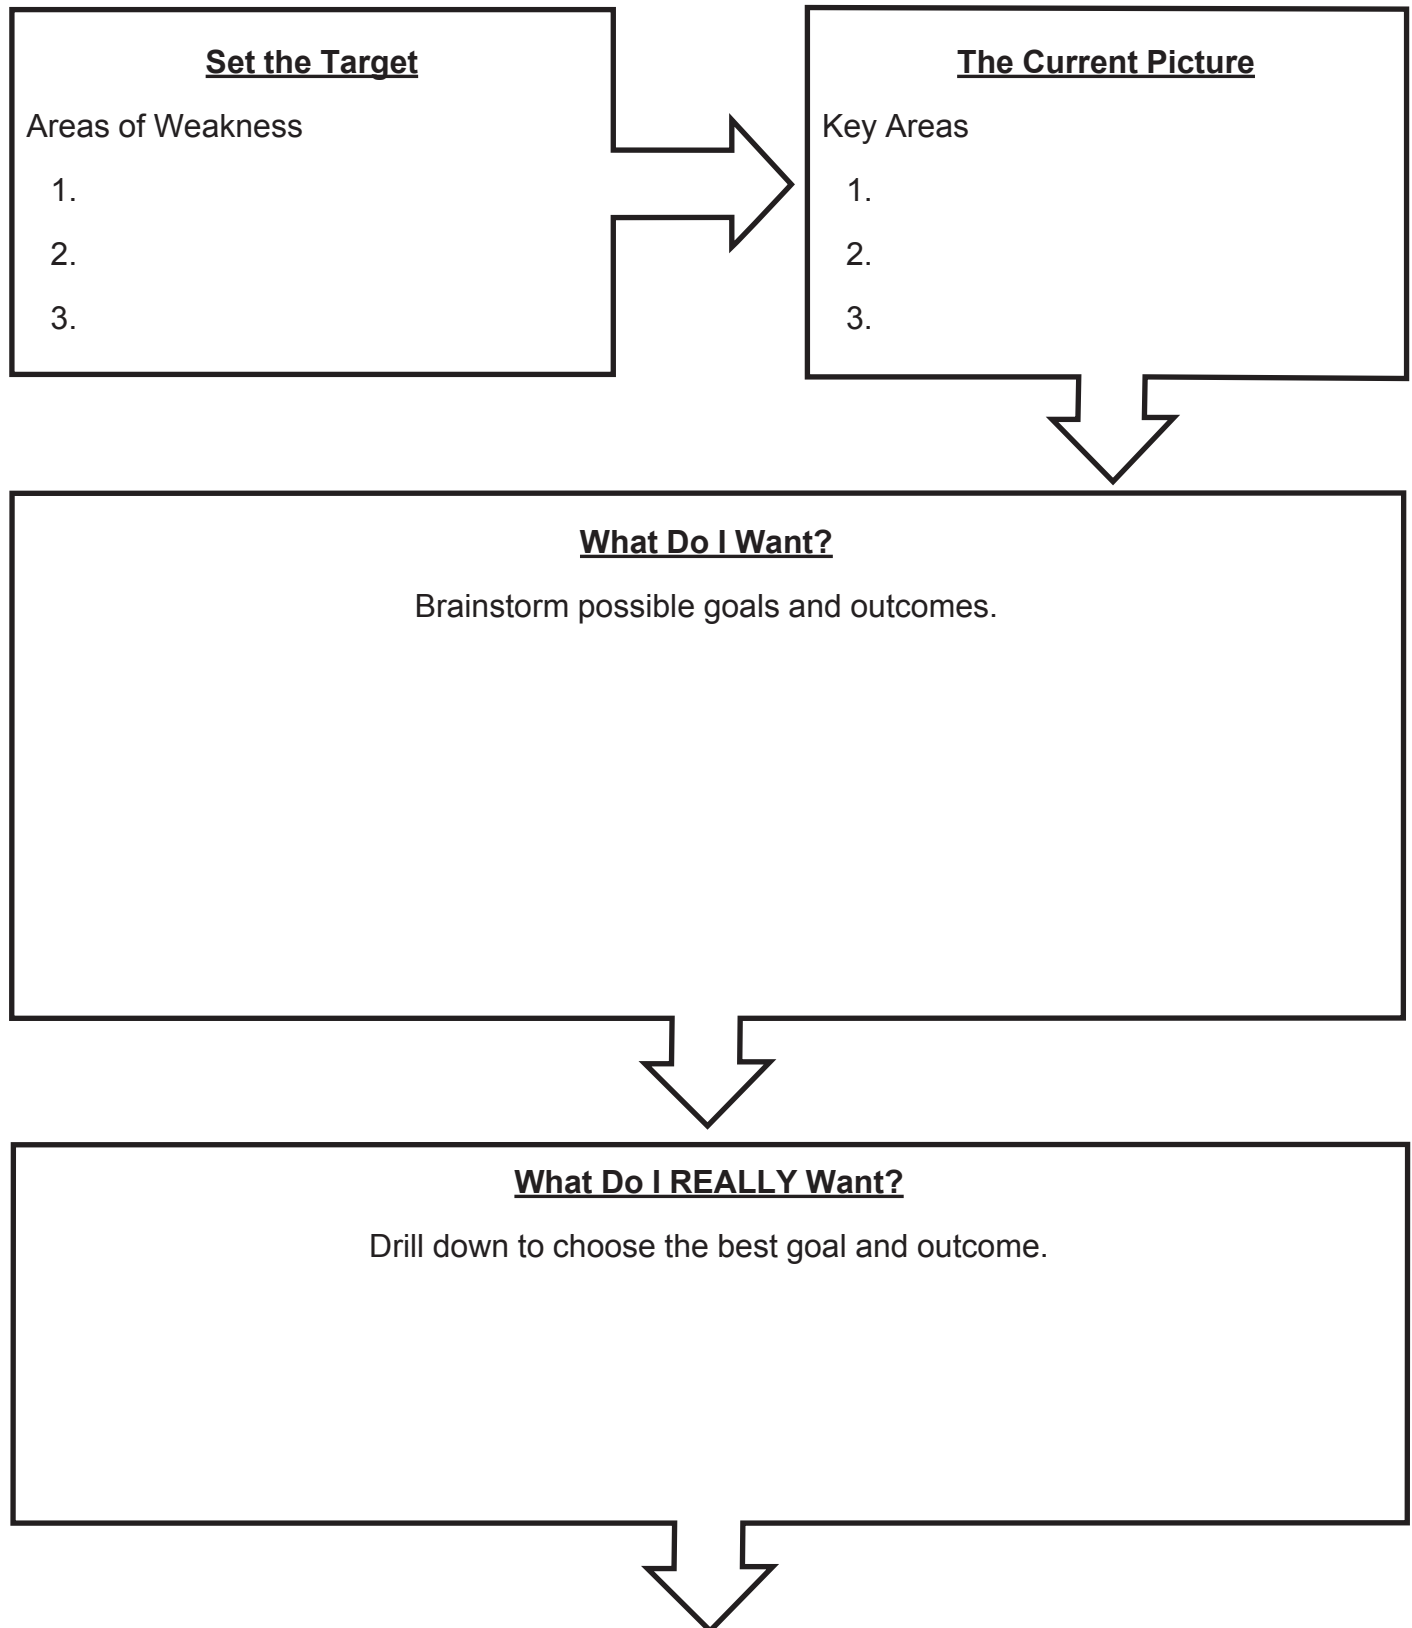 Set the Target
Areas of Weakness
1.
2.
3.
The Current Picture
Key Areas
1.
2.
3.
What Do I Want?
Brainstorm possible goals and outcomes.
What Do I REALLY Want?
Drill down to choose the best goal and outcome.